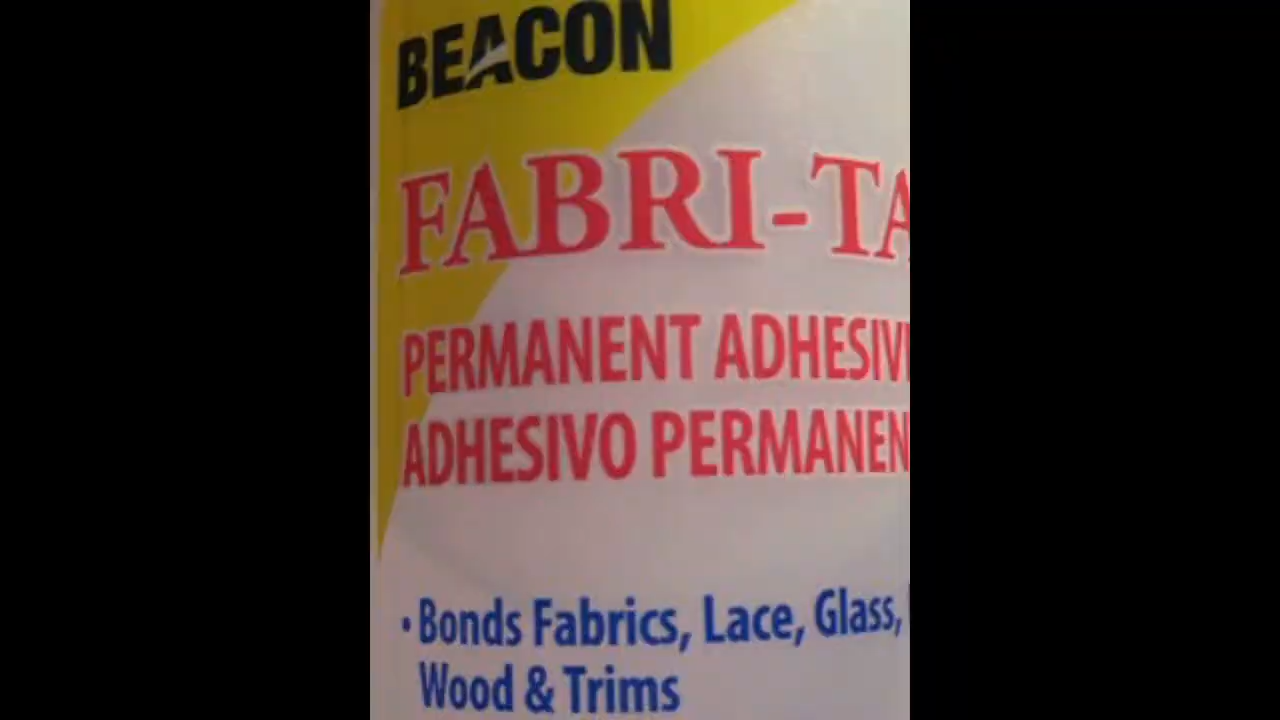 BEACON
FABRI-TA
PERMANENT ADHESIV
ADHESIVO PERMANEN
• Bonds Fabrics, Lace, Glass,
Wood & Trims